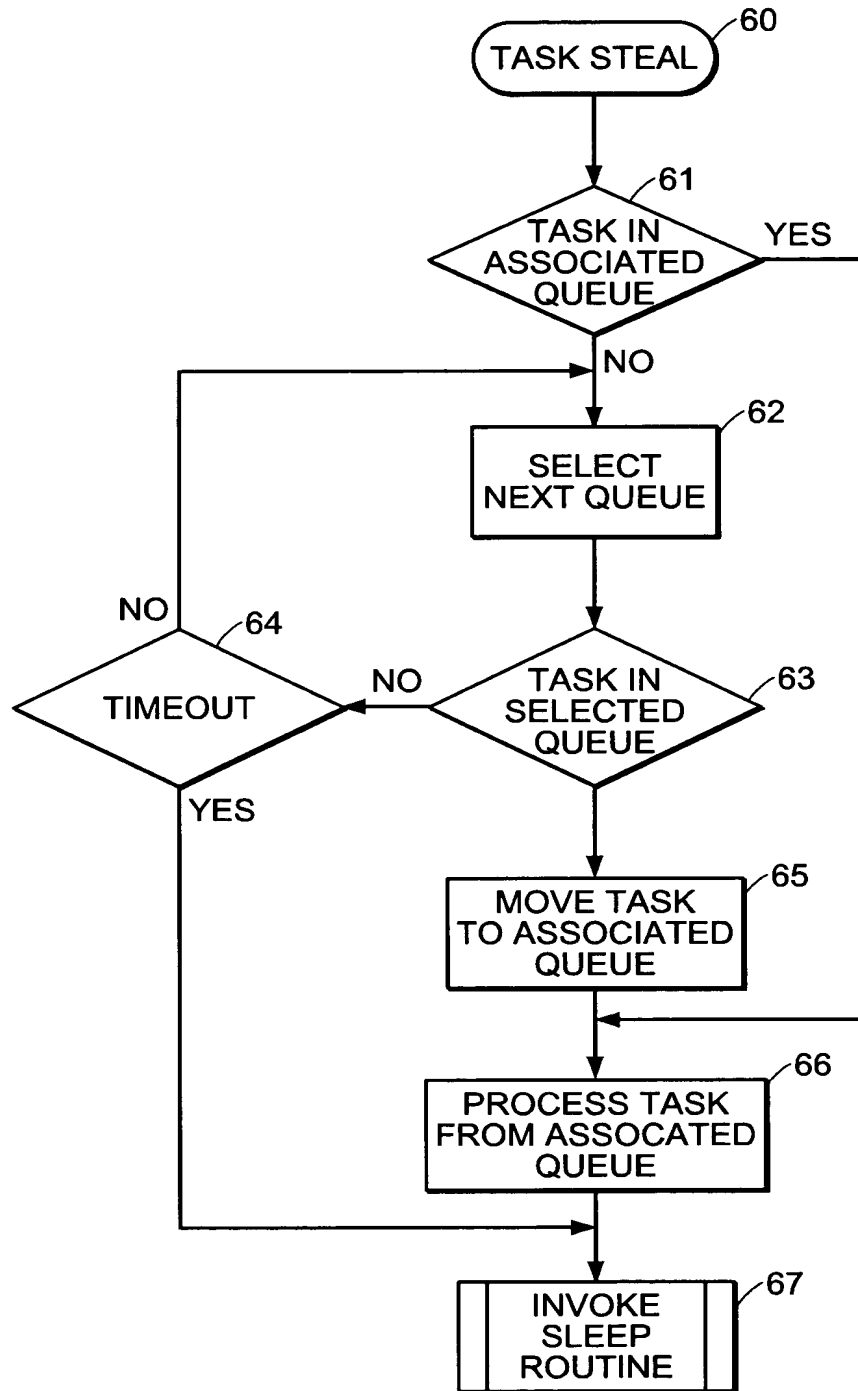 60
TASK STEAL
61
TASK IN
ASSOCIATED
QUEUE
YES
NO
62
SELECT
NEXT QUEUE
NO
64
TIMEOUT
NO
TASK IN
SELECTED
QUEUE
63
YES
65
MOVE TASK
TO ASSOCIATED
QUEUE
66
PROCESS TASK
FROM ASSOCATED
QUEUE
67
INVOKE
SLEEP
ROUTINE